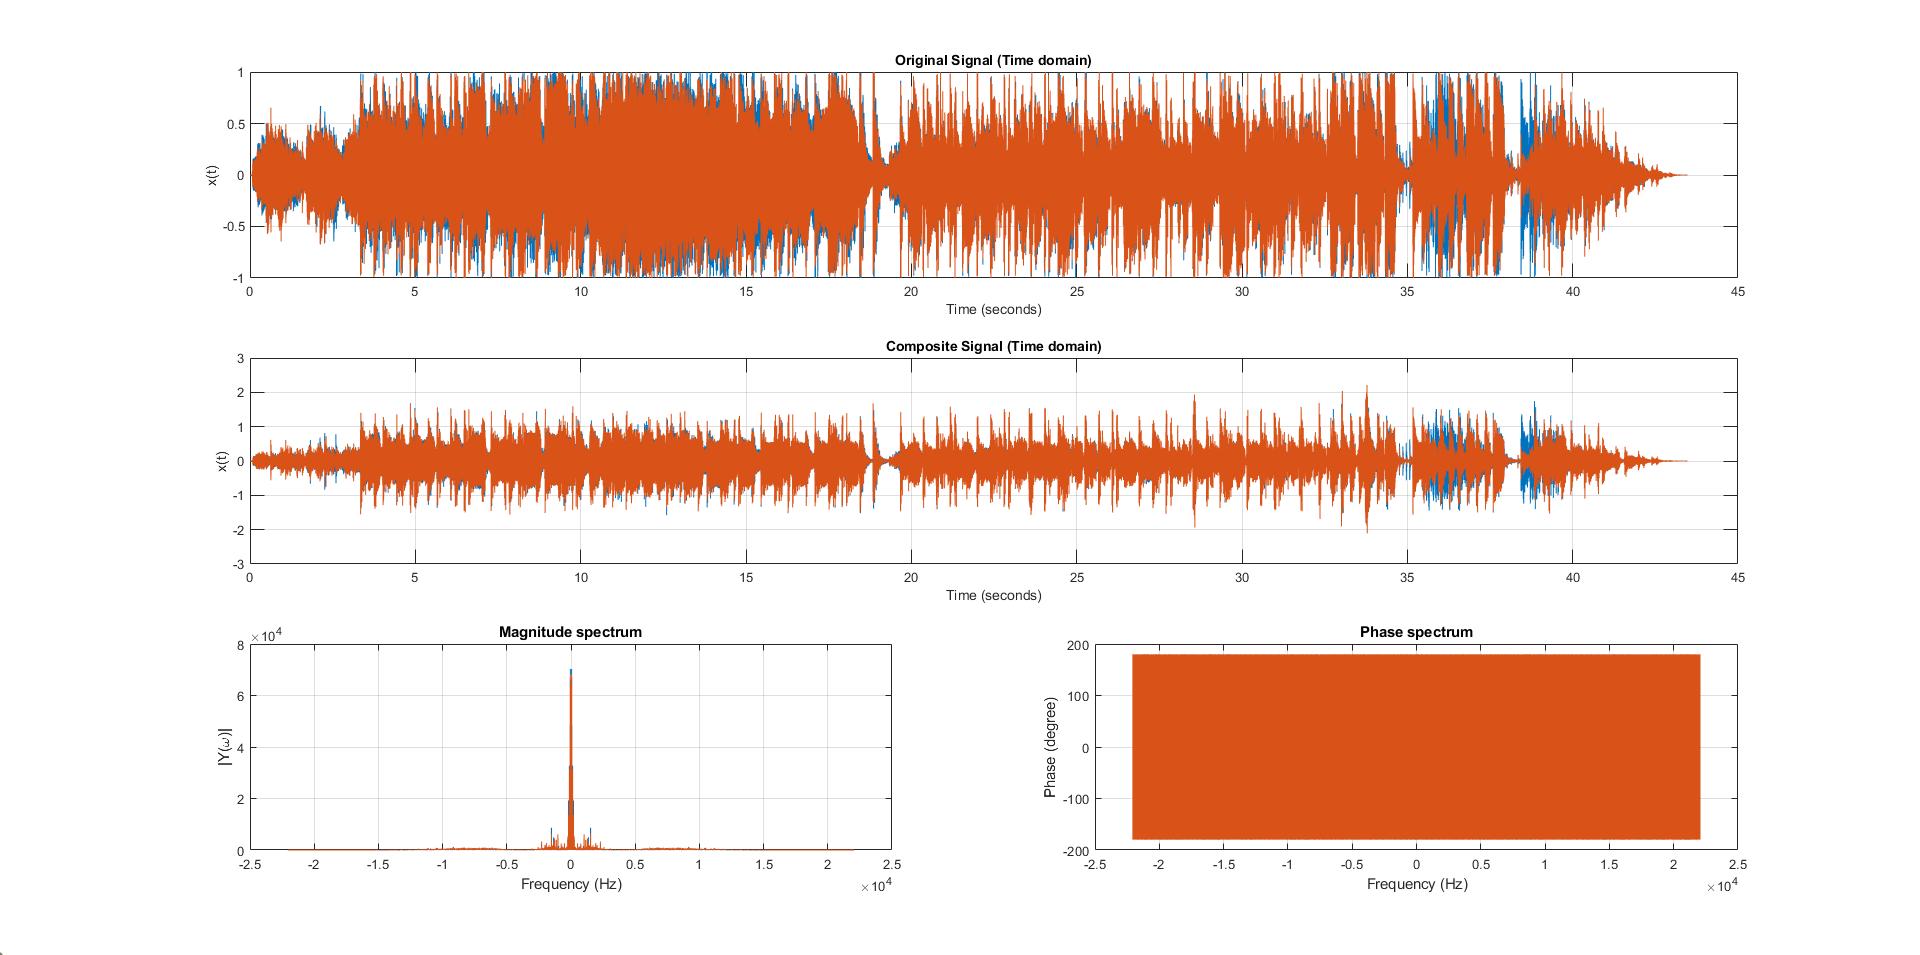 Original Signal (Time domain)
1
0.5
0
-0.5
-1
x(t)
0 5 10 15 20 25 30 35 40 45
Time (seconds)
Composite Signal (Time domain)
3
2
1
0
-1
-2
-3
x(t)
0 5 10 15 20 25 30 35 40 45
Time (seconds)
Magnitude spectrum
×10^4
8
6
4
2
0
|Y(ω)|
-2.5 -2 -1.5 -1 -0.5 0 0.5 1 1.5 2 2.5
Frequency (Hz)
×10^4
Phase spectrum
200
100
0
-100
-200
Phase (degree)
-2.5 -2 -1.5 -1 -0.5 0 0.5 1 1.5 2 2.5
Frequency (Hz)
×10^4